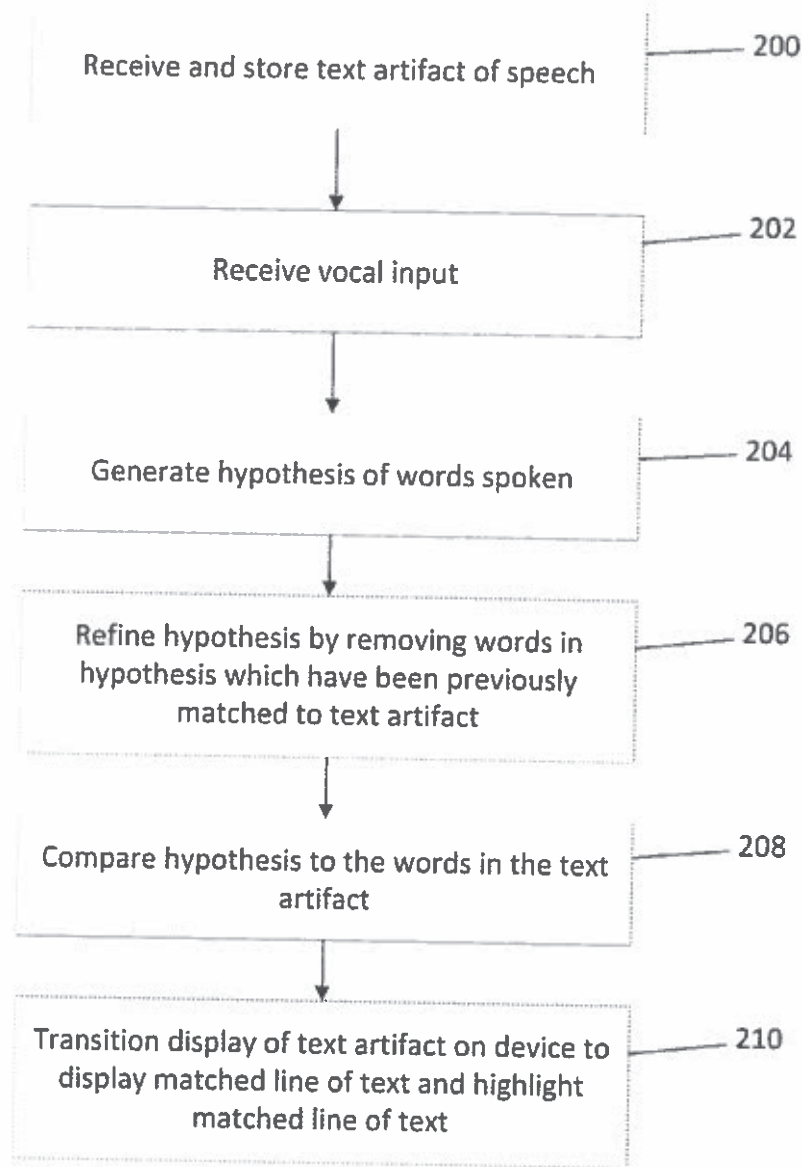 Receive and store text artifact of speech
200
Receive vocal input
202
Generate hypothesis of words spoken
204
Refine hypothesis by removing words in
hypothesis which have been previously
matched to text artifact
206
Compare hypothesis to the words in the text
artifact
208
Transition display of text artifact on device to
display matched line of text and highlight
matched line of text
210